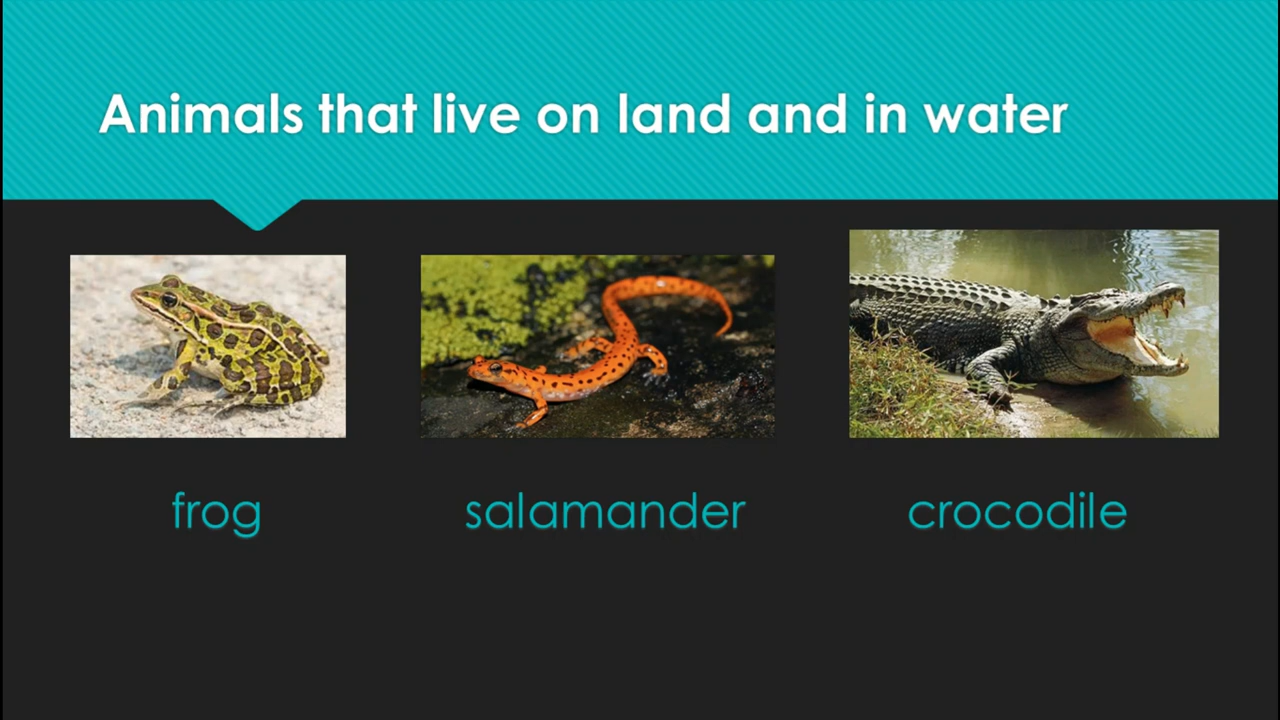 Animals that live on land and in water
frog
salamander
crocodile